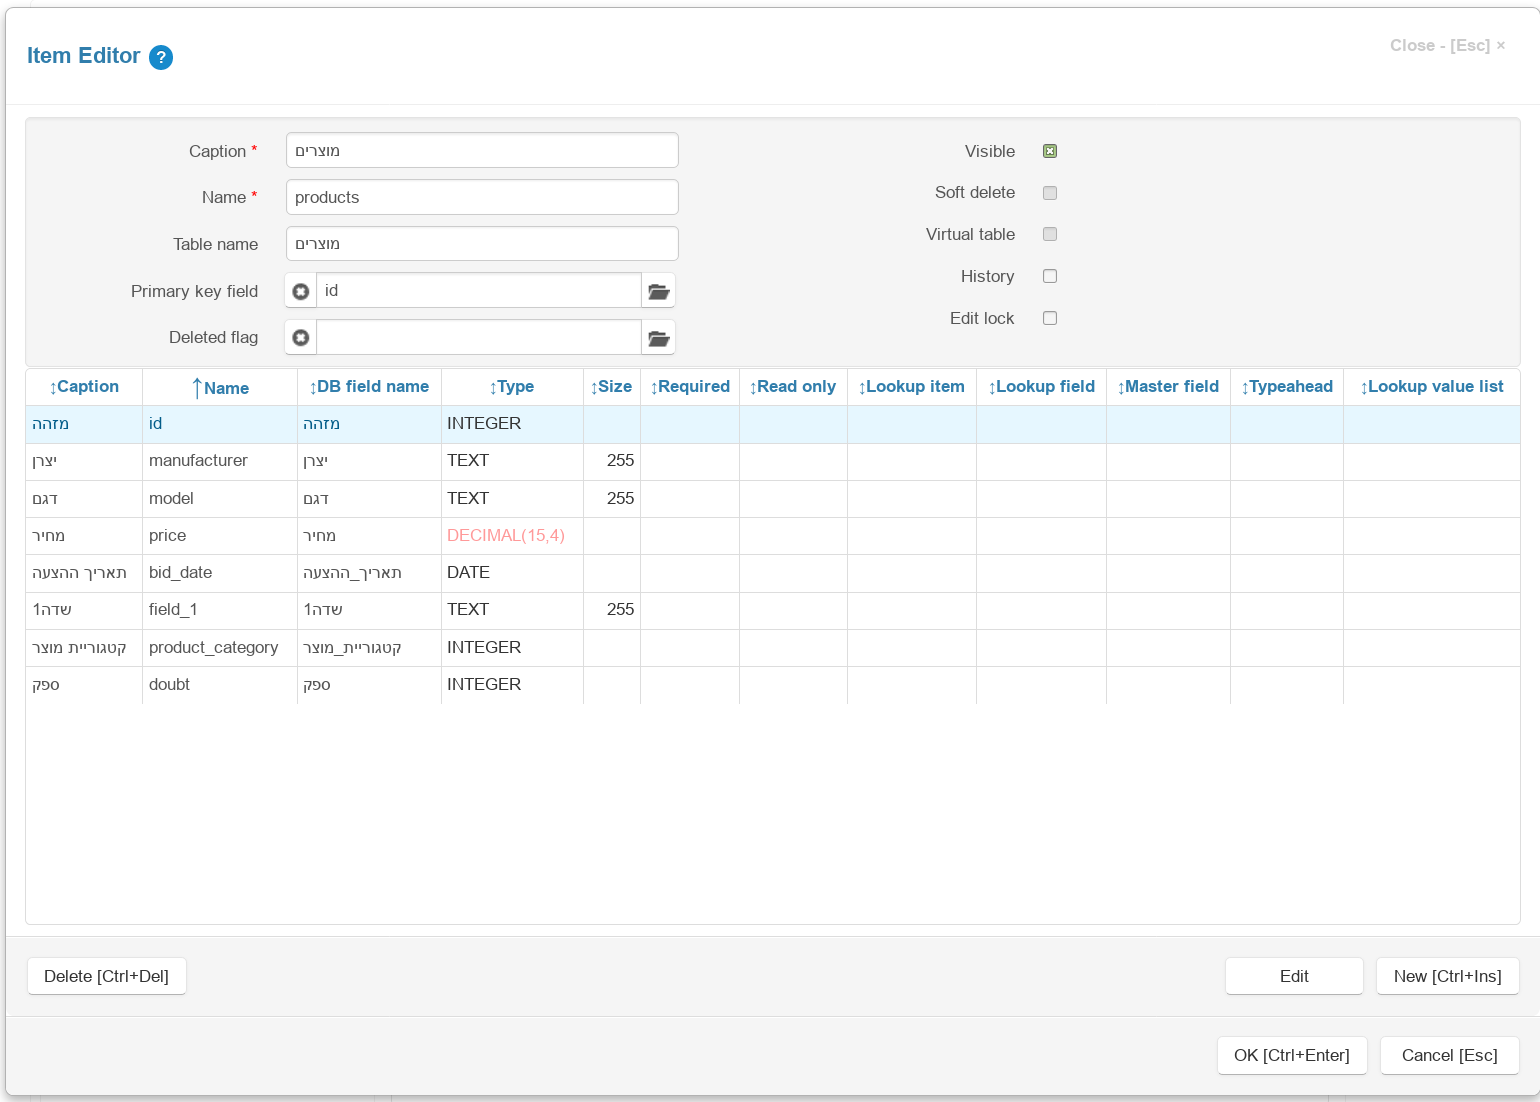 Item Editor ?
Close - [Esc] ×
Caption * מוצרים
Name * products
Table name מוצרים
Primary key field id
Deleted flag
Visible
Soft delete
Virtual table
History
Edit lock
↕Caption ↑Name ↕DB field name ↕Type ↕Size ↕Required ↕Read only ↕Lookup item ↕Lookup field ↕Master field ↕Typeahead ↕Lookup value list
מזהה id מזהה INTEGER
יצרן manufacturer יצרן TEXT 255
דגם model דגם TEXT 255
מחיר price מחיר DECIMAL(15,4)
תאריך ההצעה bid_date תאריך_ההצעה DATE
שדה1 field_1 שדה1 TEXT 255
קטגוריית מוצר product_category קטגוריית_מוצר INTEGER
ספק doubt ספק INTEGER
Delete [Ctrl+Del] Edit New [Ctrl+Ins]
OK [Ctrl+Enter] Cancel [Esc]